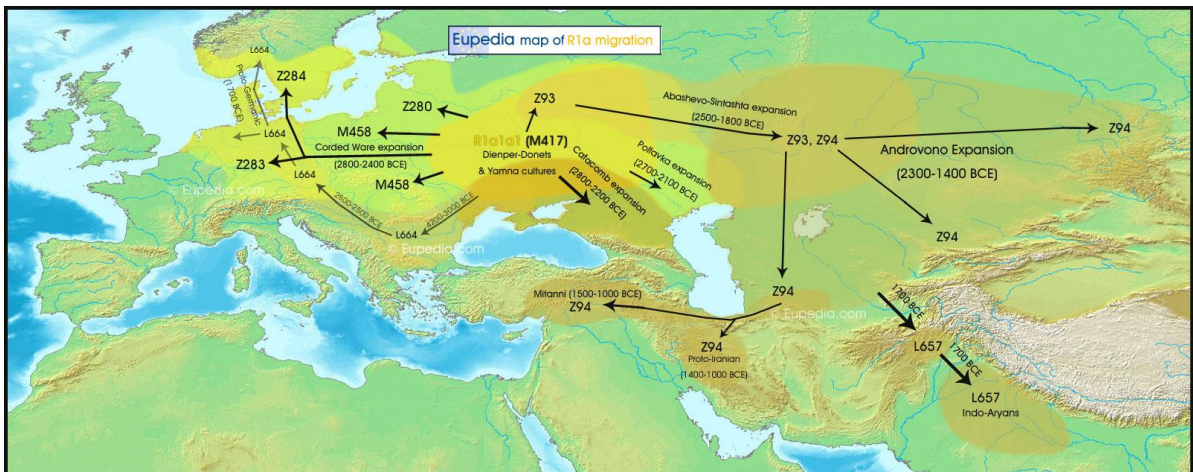 Eupedia map of R1a migration
L664
Z284
Proto-Germanic
(1700 BCE)
L664
Z280
M458
Corded Ware expansion
(2800-2400 BCE)
Z283
L664
M458
© Eupedia.com
2800-2500 BCE
4200-3000 BCE
L664
© Eupedia.com
Z93
R1a1a1 (M417)
Dienper-Donets
& Yamna cultures
Catacomb expansion
(2800-2200 BCE)
Poltavka expansion
(2700-2100 BCE)
Abashevo-Sintashta expansion
(2500-1800 BCE)
Z93, Z94
Z94
Androvono Expansion
(2300-1400 BCE)
Z94
Z94
© Eupedia.com
Mitanni (1500-1000 BCE)
Z94
Z94
Proto-Iranian
(1400-1000 BCE)
1700 BCE
L657
1700 BCE
L657
Indo-Aryans